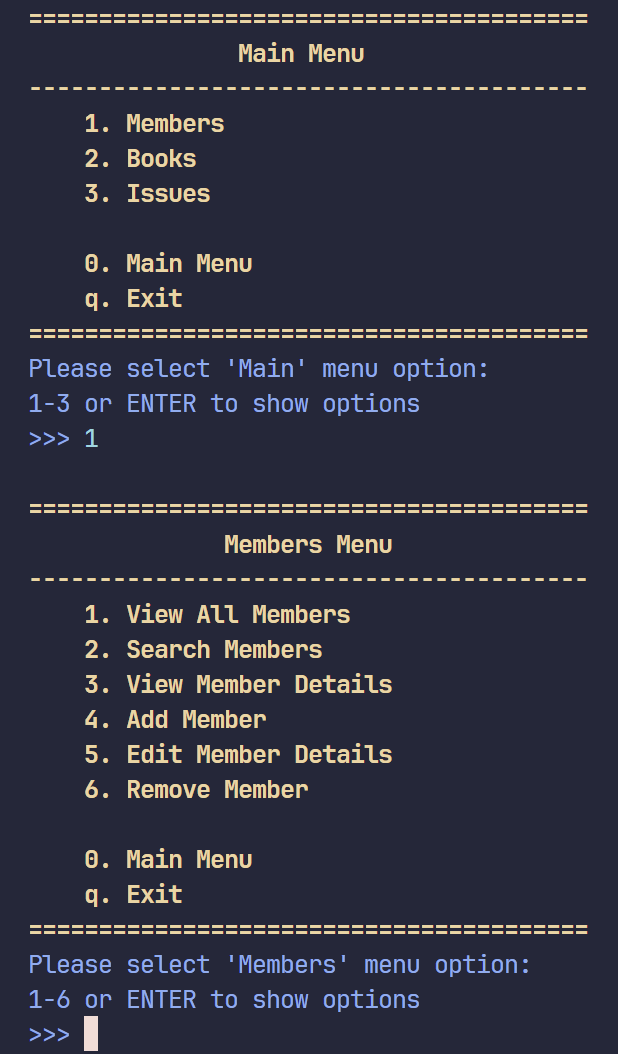 ========================================
Main Menu
----------------------------------------
1. Members
2. Books
3. Issues
0. Main Menu
q. Exit
========================================
Please select 'Main' menu option:
1-3 or ENTER to show options
>>> 1
========================================
Members Menu
----------------------------------------
1. View All Members
2. Search Members
3. View Member Details
4. Add Member
5. Edit Member Details
6. Remove Member
0. Main Menu
q. Exit
========================================
Please select 'Members' menu option:
1-6 or ENTER to show options
>>>